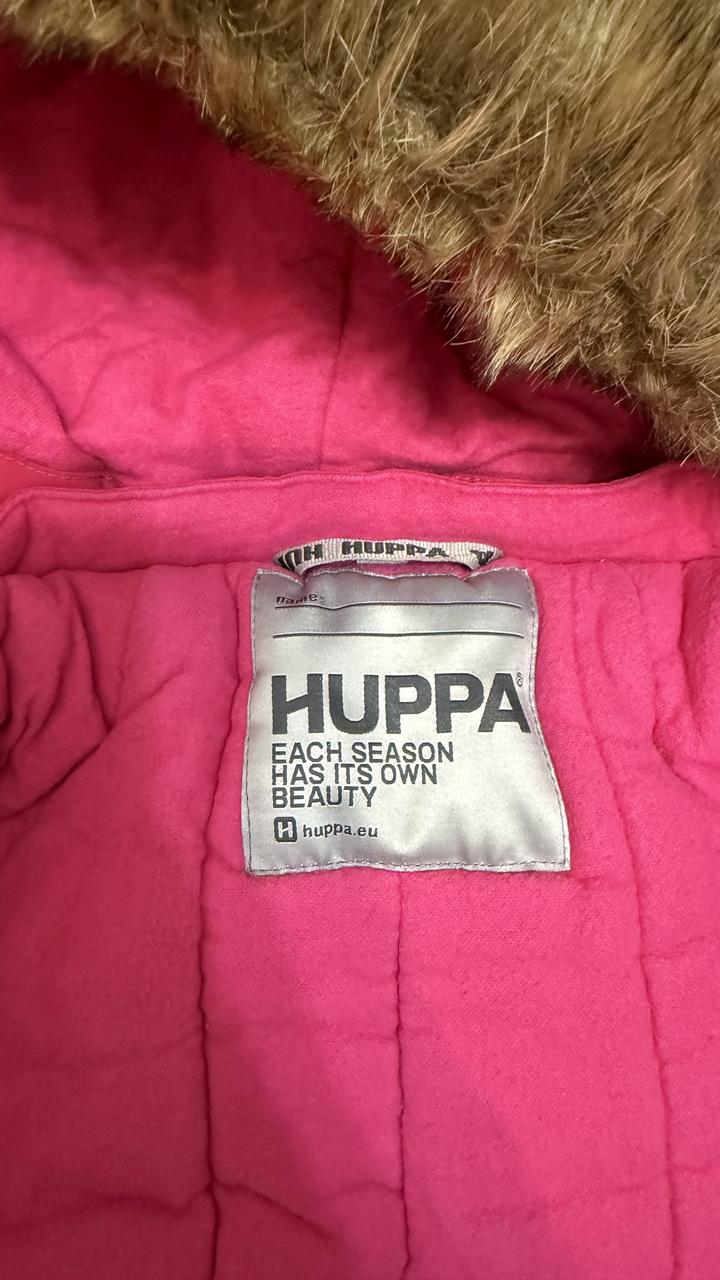 HUPPA
name:
HUPPA®
EACH SEASON
HAS ITS OWN
BEAUTY
H huppa.eu